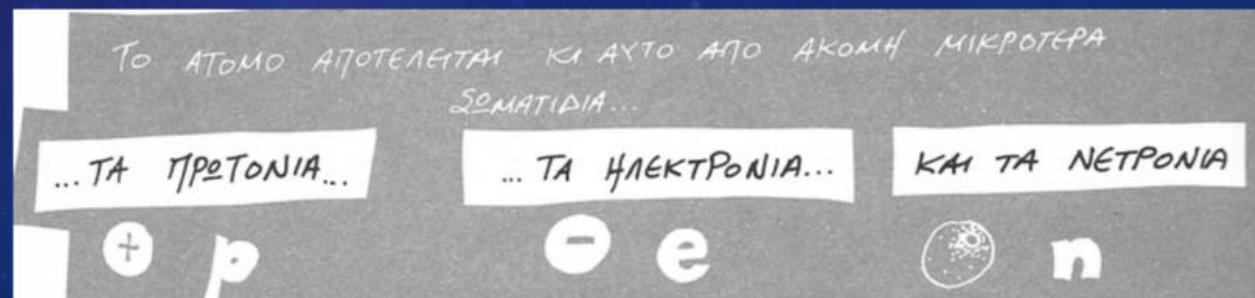 ΤΟ ΑΤΟΜΟ ΑΠΟΤΕΛΕΙΤΑΙ ΚΙ ΑΥΤΟ ΑΠΟ ΑΚΟΜΗ ΜΙΚΡΟΤΕΡΑ
ΣΩΜΑΤΙΔΙΑ...
...ΤΑ ΠΡΩΤΟΝΙΑ... ...ΤΑ ΗΛΕΚΤΡΟΝΙΑ... ΚΑΙ ΤΑ ΝΕΤΡΟΝΙΑ
+ p − e n